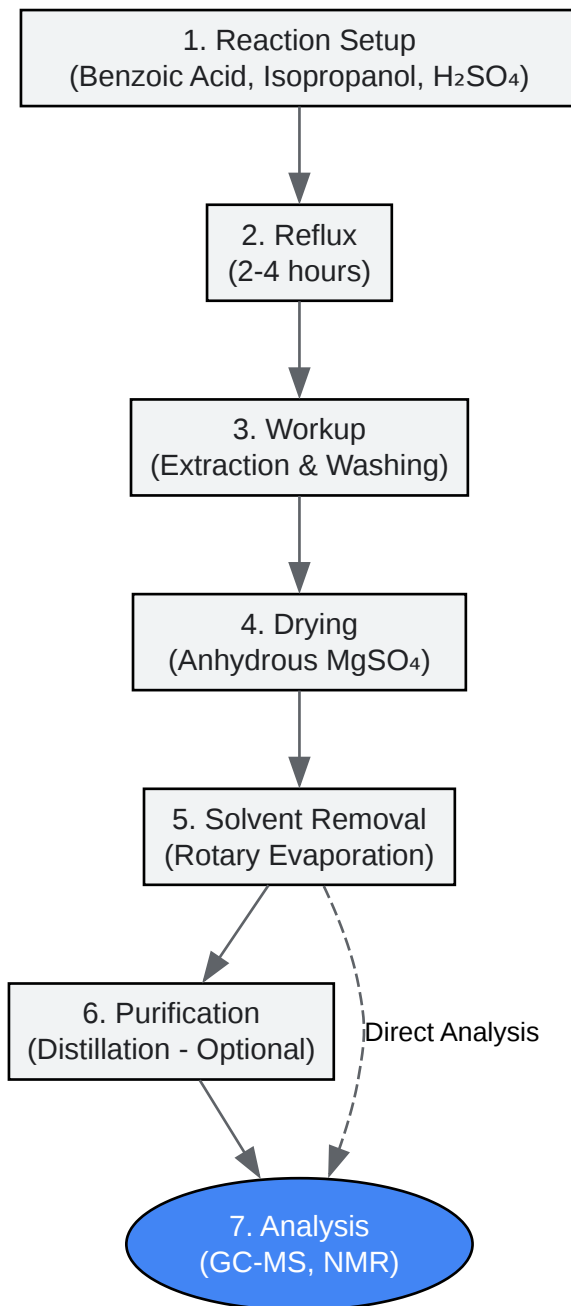 1. Reaction Setup
(Benzoic Acid, Isopropanol, H₂SO₄)
2. Reflux
(2-4 hours)
3. Workup
(Extraction & Washing)
4. Drying
(Anhydrous MgSO₄)
5. Solvent Removal
(Rotary Evaporation)
6. Purification
(Distillation - Optional)
Direct Analysis
7. Analysis
(GC-MS, NMR)